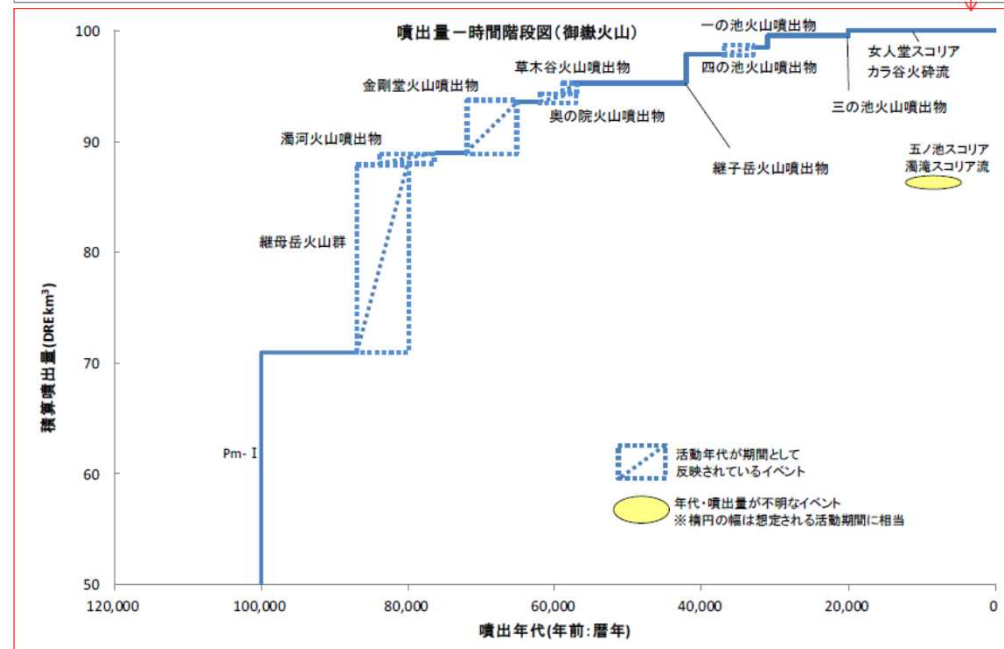 噴出量－時間階段図（御嶽火山）
100
90
80
70
60
50
積算噴出量(DREkm³)
120,000
100,000
80,000
60,000
40,000
20,000
0
噴出年代(年前:暦年)
Pm-Ⅰ
継母岳火山群
濁河火山噴出物
金剛堂火山噴出物
草木谷火山噴出物
奥の院火山噴出物
継子岳火山噴出物
四の池火山噴出物
一の池火山噴出物
三の池火山噴出物
女人堂スコリア
カラ谷火砕流
五ノ池スコリア
濁滝スコリア流
活動年代が期間として
反映されているイベント
年代・噴出量が不明なイベント
※楕円の幅は想定される活動期間に相当